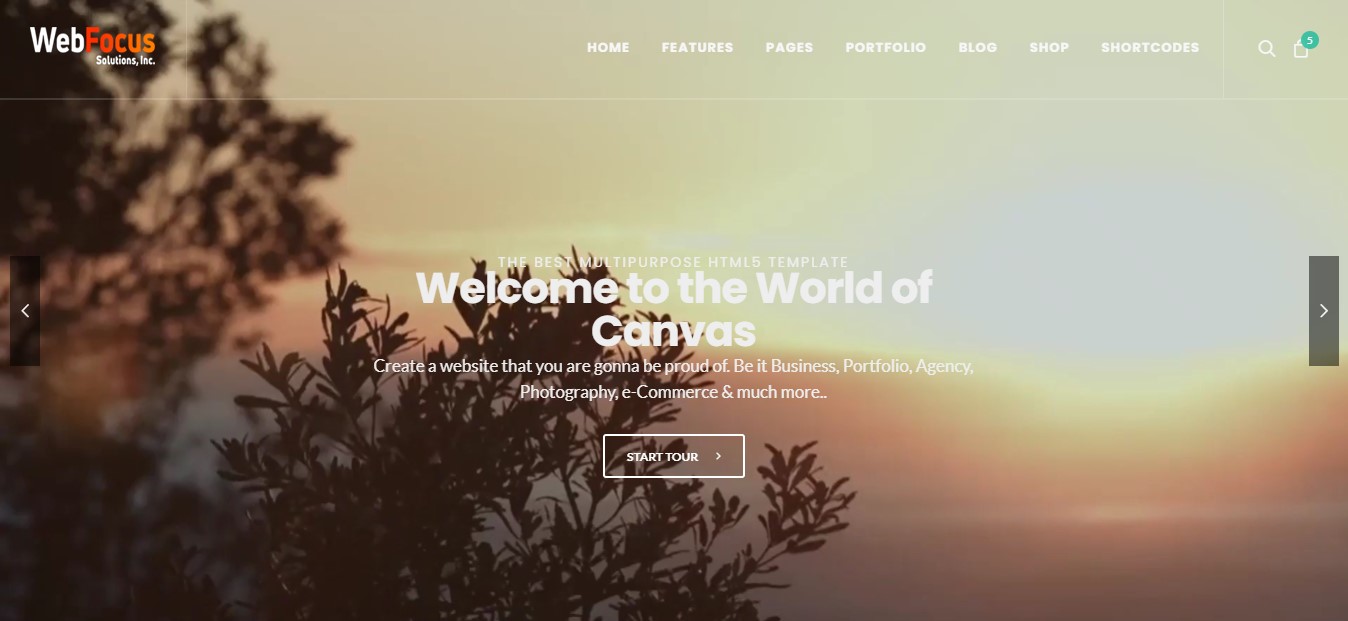 WebFocus
Solutions, Inc.
HOME FEATURES PAGES PORTFOLIO BLOG SHOP SHORTCODES
5
THE BEST MULTIPURPOSE HTML5 TEMPLATE
Welcome to the World of
Canvas
Create a website that you are gonna be proud of. Be it Business, Portfolio, Agency,
Photography, e-Commerce & much more..
START TOUR